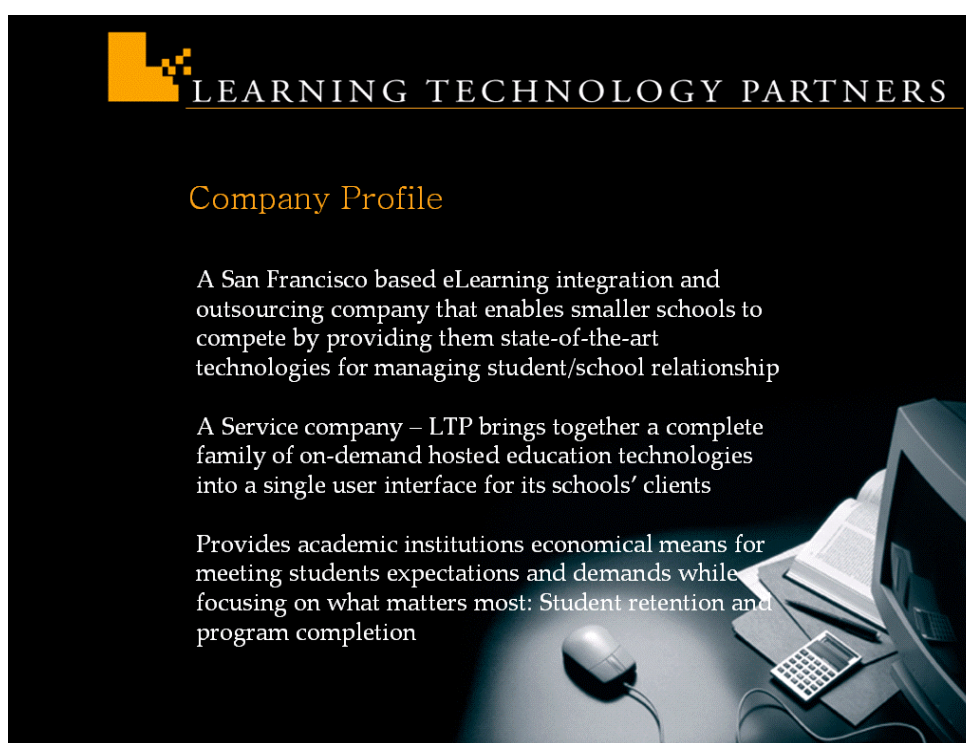 LEARNING TECHNOLOGY PARTNERS
Company Profile
A San Francisco based eLearning integration and
outsourcing company that enables smaller schools to
compete by providing them state-of-the-art
technologies for managing student/school relationship
A Service company – LTP brings together a complete
family of on-demand hosted education technologies
into a single user interface for its schools’ clients
Provides academic institutions economical means for
meeting students expectations and demands while
focusing on what matters most: Student retention and
program completion